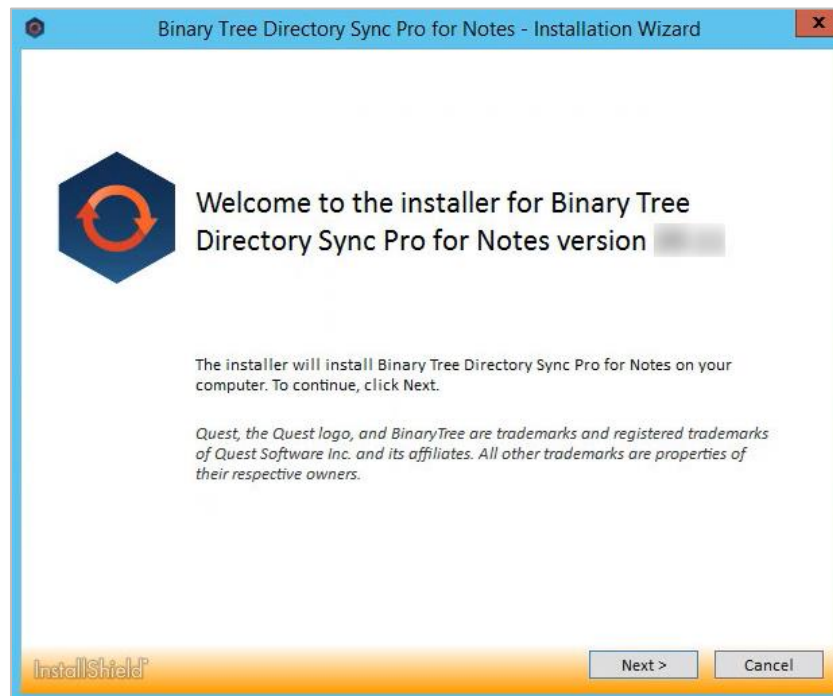 Binary Tree Directory Sync Pro for Notes - Installation Wizard
x
Welcome to the installer for Binary Tree
Directory Sync Pro for Notes version
The installer will install Binary Tree Directory Sync Pro for Notes on your
computer. To continue, click Next.
Quest, the Quest logo, and BinaryTree are trademarks and registered trademarks
of Quest Software Inc. and its affiliates. All other trademarks are properties of
their respective owners.
InstallShield™
Next >
Cancel